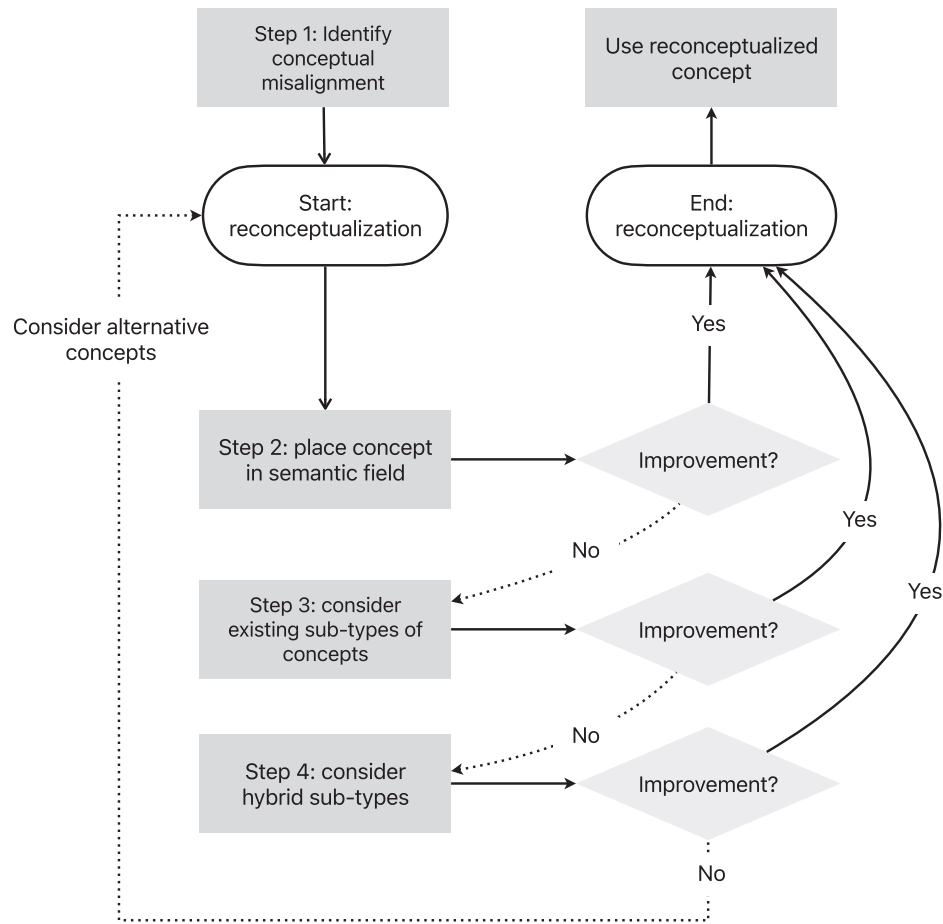 Step 1: Identify
conceptual
misalignment
Use reconceptualized
concept
Start:
reconceptualization
End:
reconceptualization
Consider alternative
concepts
Yes
Step 2: place concept
in semantic field
Improvement?
Yes
No
Yes
Step 3: consider
existing sub-types of
concepts
Improvement?
No
Step 4: consider
hybrid sub-types
Improvement?
No